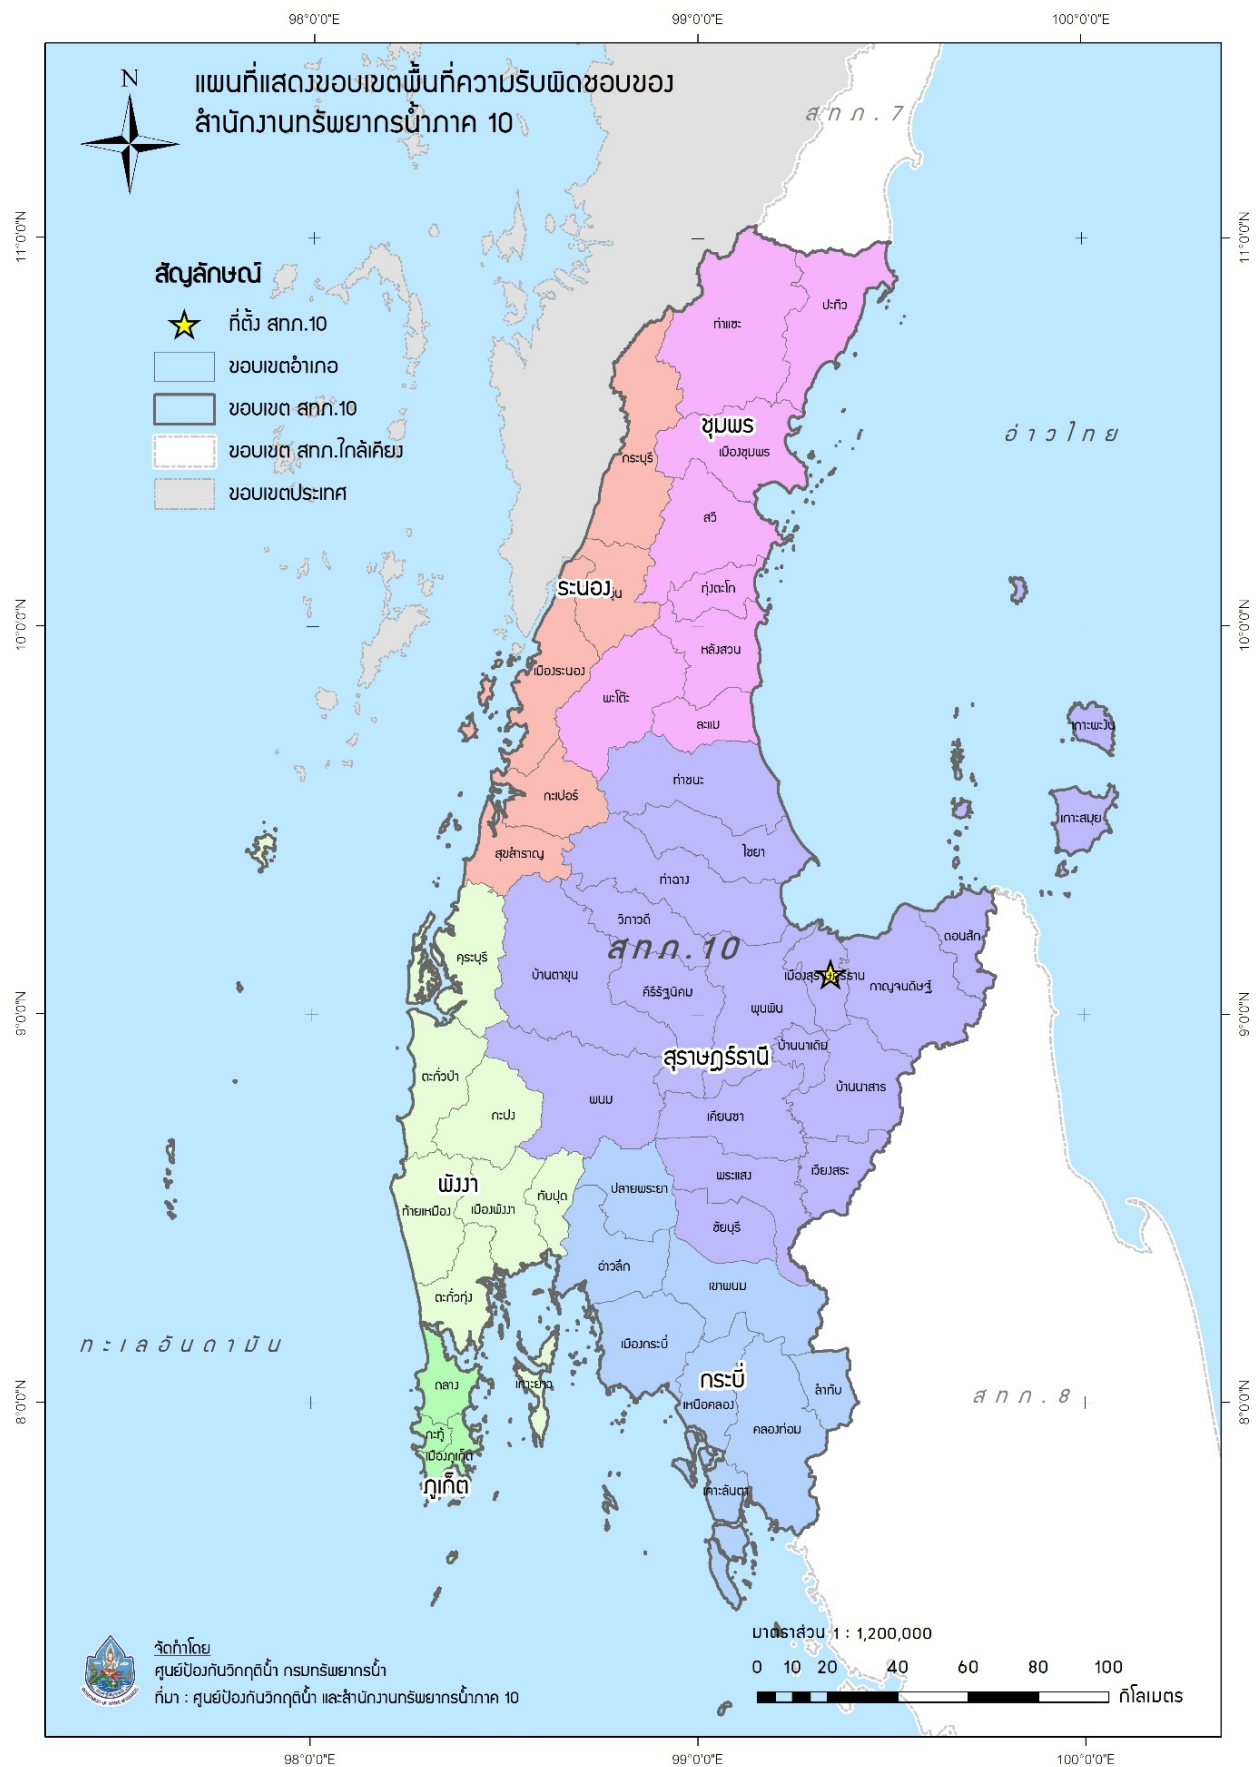 98°0'0"E 99°0'0"E 100°0'0"E
N
แผนที่แสดงขอบเขตพื้นที่ความรับผิดชอบของ
สำนักงานทรัพยากรน้ำภาค 10
สทภ.7
11°0'0"N 11°0'0"N
สัญลักษณ์
ที่ตั้ง สทภ.10
ขอบเขตอำเภอ
ขอบเขต สทภ.10
ขอบเขต สทภ.ใกล้เคียง
ขอบเขตประเทศ
ปะทิว
ท่าแซะ
ชุมพร
อ่าวไทย
เมืองชุมพร
กระบุรี
สวี
ระนอง
ทุ่งตะโก
10°0'0"N 10°0'0"N
หลังสวน
เมืองระนอง
พะโต๊ะ
ละแม
เกาะพะงัน
ท่าชนะ
กะเปอร์
เกาะสมุย
สุขสำราญ
ไชยา
ท่าฉาง
วิภาวดี
สทภ.10
ดอนสัก
คุระบุรี
บ้านตาขุน
กาญจนดิษฐ์
คีรีรัฐนิคม
พุนพิน
9°0'0"N 9°0'0"N
บ้านนาเดิม
สุราษฎร์ธานี
ตะกั่วป่า
บ้านนาสาร
พนม
กะปง
เคียนซา
พระแสง
เวียงสระ
พังงา
ปลายพระยา
ทับปุด
ท้ายเหมือง
เมืองพังงา
ชัยบุรี
อ่าวลึก
เขาพนม
ตะกั่วทุ่ง
ทะเลอันดามัน
เมืองกระบี่
กระบี่
ถลาง
เกาะยาว
ลำทับ
สทภ.8
8°0'0"N 8°0'0"N
เหนือคลอง
คลองท่อม
กะทู้
เมืองภูเก็ต
ภูเก็ต
เกาะลันตา
มาตราส่วน 1 : 1,200,000
0 10 20 40 60 80 100
กิโลเมตร
จัดทำโดย
ศูนย์ป้องกันวิกฤติน้ำ กรมทรัพยากรน้ำ
ที่มา : ศูนย์ป้องกันวิกฤติน้ำ และสำนักงานทรัพยากรน้ำภาค 10
98°0'0"E 99°0'0"E 100°0'0"E